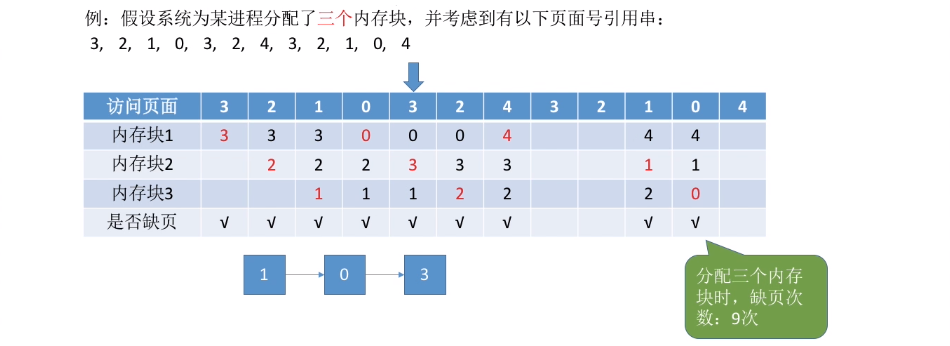 例：假设系统为某进程分配了三个内存块，并考虑到有以下页面号引用串：
3, 2, 1, 0, 3, 2, 4, 3, 2, 1, 0, 4
访问页面 3 2 1 0 3 2 4 3 2 1 0 4
内存块1 3 3 3 0 0 0 4 4 4
内存块2 2 2 2 3 3 3 1 1
内存块3 1 1 1 2 2 2 0
是否缺页 √ √ √ √ √ √ √ √ √
1 0 3
分配三个内存
块时，缺页次
数：9次